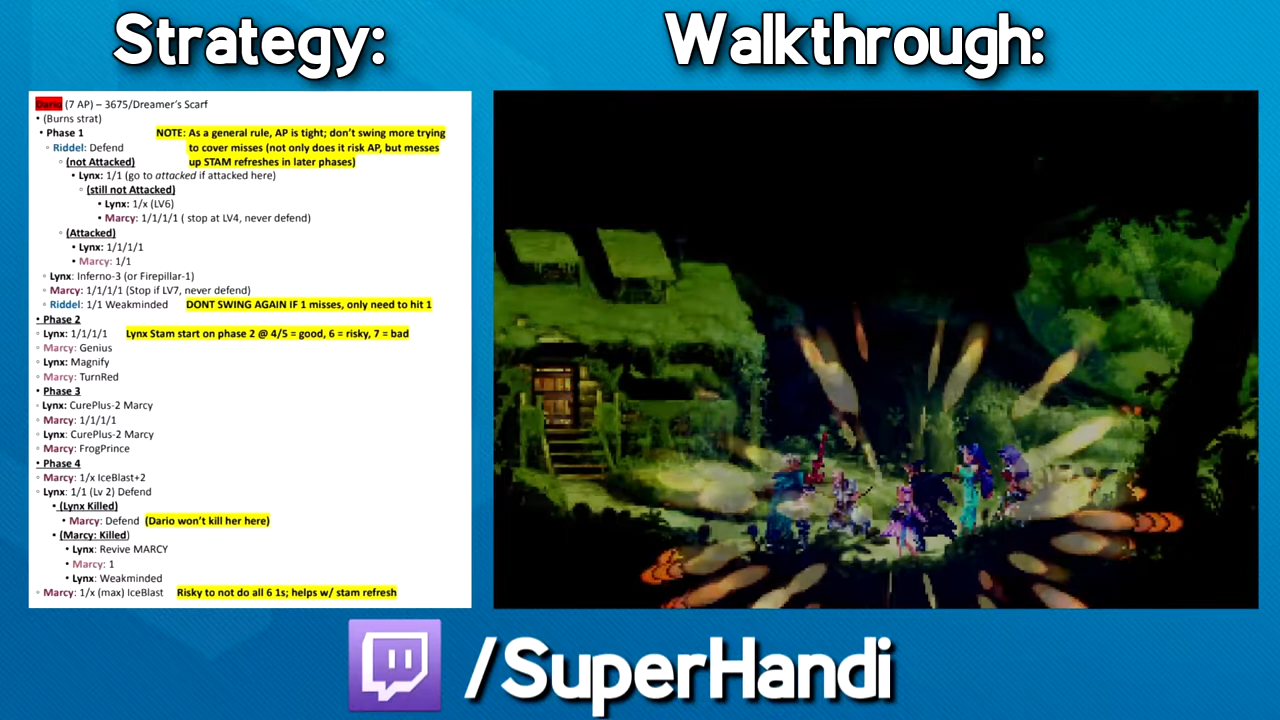 Strategy:
Walkthrough:
Dario (7 AP) – 3675/Dreamer's Scarf
• (Burns strat)
• Phase 1 NOTE: As a general rule, AP is tight; don't swing more trying
◦ Riddel: Defend to cover misses (not only does it risk AP, but messes
◦ (not Attacked) up STAM refreshes in later phases)
• Lynx: 1/1 (go to attacked if attacked here)
◦ (still not Attacked)
• Lynx: 1/x (LV6)
• Marcy: 1/1/1/1 ( stop at LV4, never defend)
◦ (Attacked)
• Lynx: 1/1/1/1
• Marcy: 1/1
◦ Lynx: Inferno-3 (or Firepillar-1)
◦ Marcy: 1/1/1/1 (Stop if LV7, never defend)
◦ Riddel: 1/1 Weakminded DONT SWING AGAIN IF 1 misses, only need to hit 1
• Phase 2
◦ Lynx: 1/1/1/1 Lynx Stam start on phase 2 @ 4/5 = good, 6 = risky, 7 = bad
◦ Marcy: Genius
◦ Lynx: Magnify
◦ Marcy: TurnRed
• Phase 3
◦ Lynx: CurePlus-2 Marcy
◦ Marcy: 1/1/1/1
◦ Lynx: CurePlus-2 Marcy
◦ Marcy: FrogPrince
• Phase 4
◦ Marcy: 1/x IceBlast+2
◦ Lynx: 1/1 (Lv 2) Defend
• (Lynx Killed)
• Marcy: Defend (Dario won't kill her here)
• (Marcy: Killed)
• Lynx: Revive MARCY
• Marcy: 1
• Lynx: Weakminded
◦ Marcy: 1/x (max) IceBlast Risky to not do all 6 1s; helps w/ stam refresh
/SuperHandi